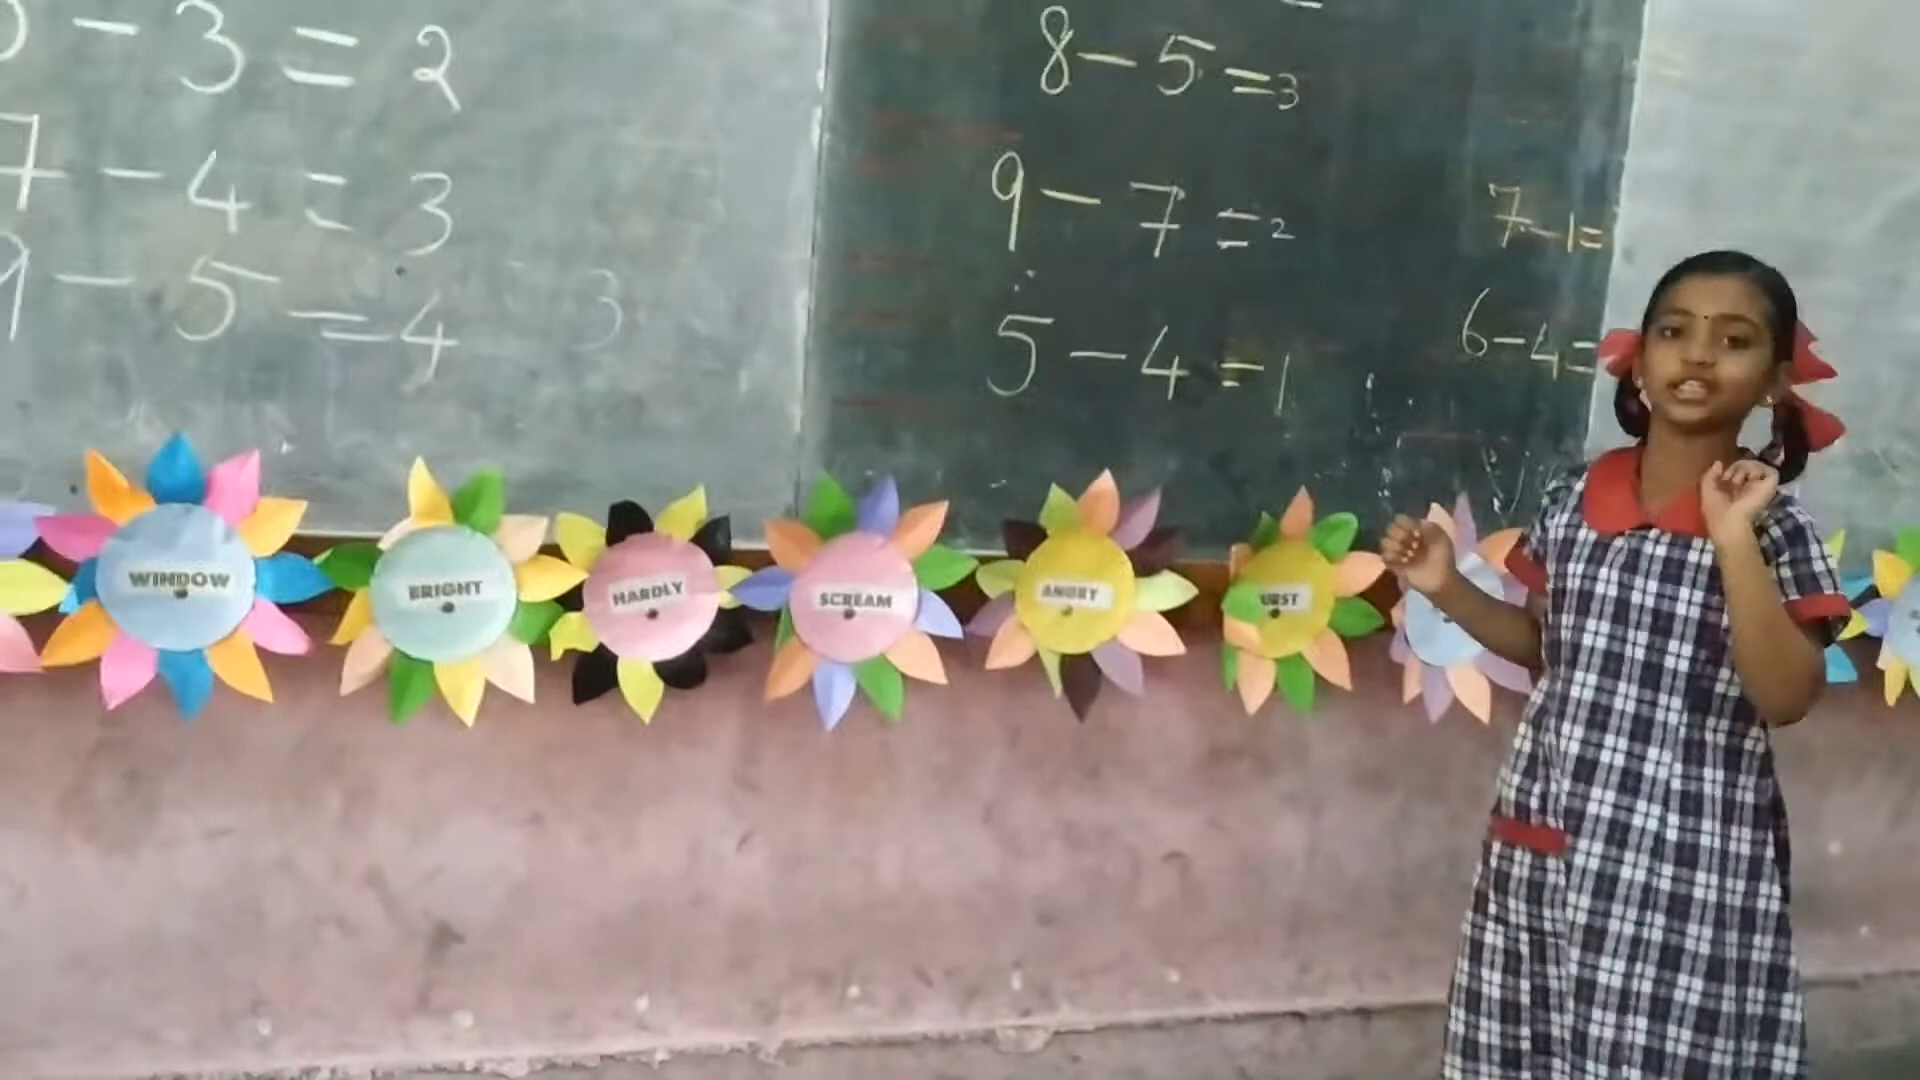 - 3 = 2
7 - 4 = 3
9 - 5 = 4
3
8 - 5 = 3
9 - 7 = 2
5 - 4 = 1
7 - 1 =
6 - 4 =
WINDOW
BRIGHT
HARDLY
SCREAM
ANGRY